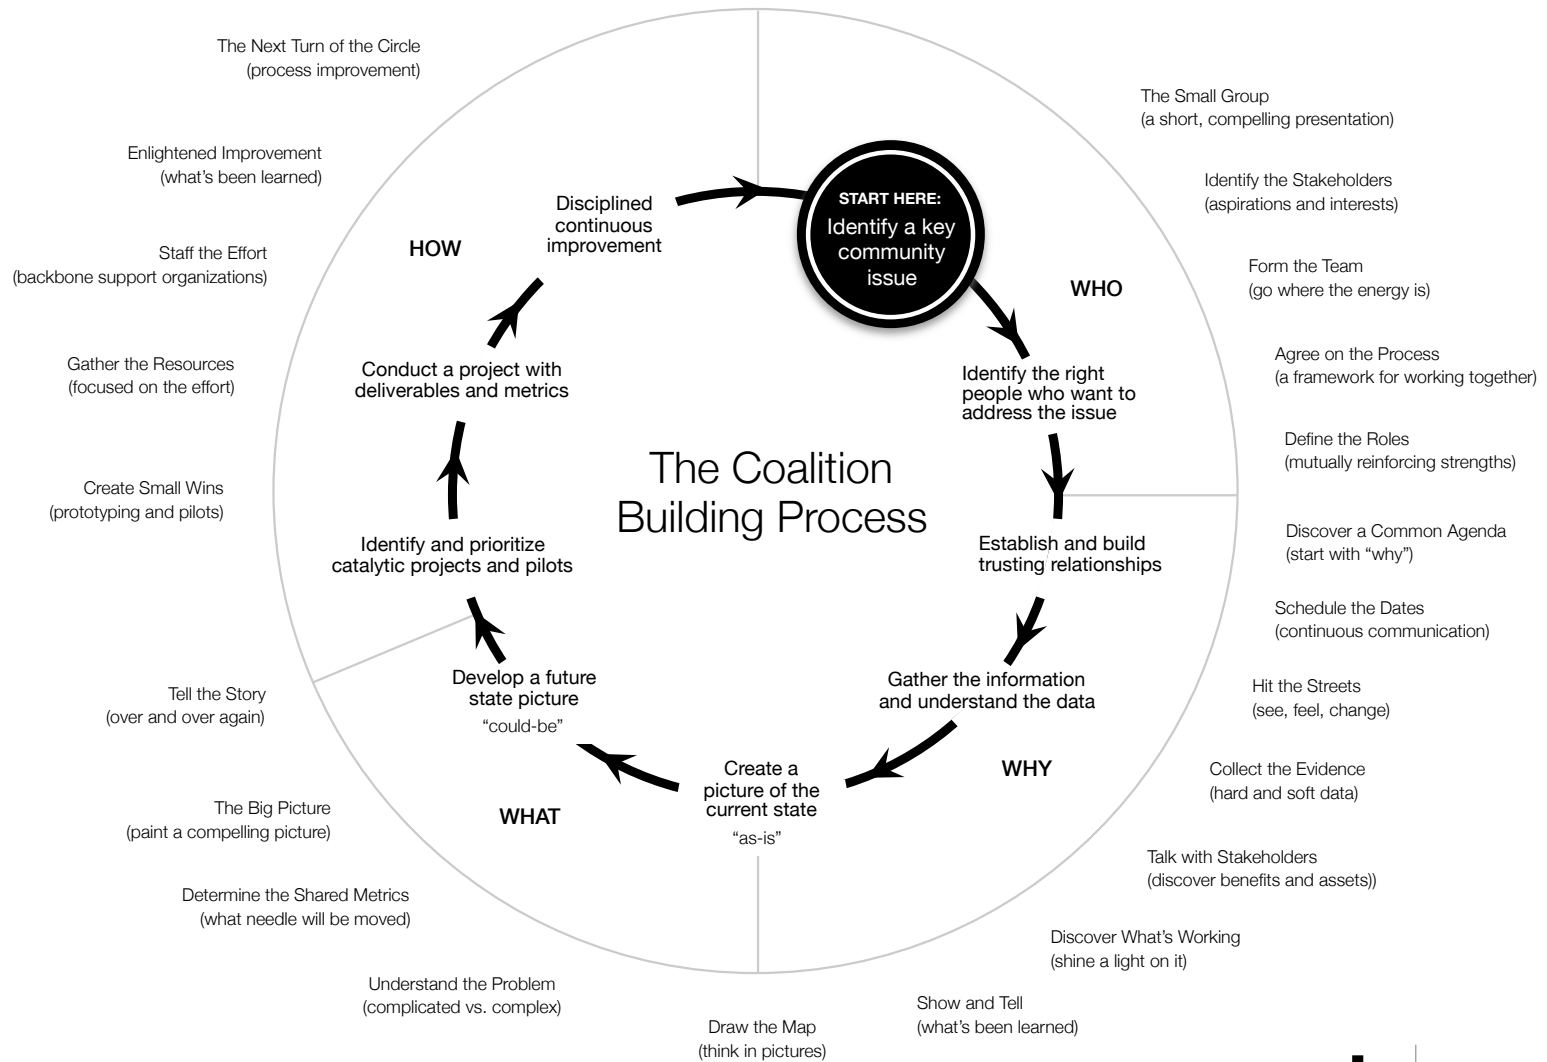 The Coalition
Building Process
START HERE:
Identify a key
community
issue
WHO
Identify the right
people who want to
address the issue
Establish and build
trusting relationships
Gather the information
and understand the data
WHY
Create a
picture of the
current state
“as-is”
WHAT
Develop a future
state picture
“could-be”
Identify and prioritize
catalytic projects and pilots
Conduct a project with
deliverables and metrics
HOW
Disciplined
continuous
improvement
The Small Group
(a short, compelling presentation)
Identify the Stakeholders
(aspirations and interests)
Form the Team
(go where the energy is)
Agree on the Process
(a framework for working together)
Define the Roles
(mutually reinforcing strengths)
Discover a Common Agenda
(start with “why”)
Schedule the Dates
(continuous communication)
Hit the Streets
(see, feel, change)
Collect the Evidence
(hard and soft data)
Talk with Stakeholders
(discover benefits and assets))
Discover What’s Working
(shine a light on it)
Show and Tell
(what’s been learned)
Draw the Map
(think in pictures)
Understand the Problem
(complicated vs. complex)
Determine the Shared Metrics
(what needle will be moved)
The Big Picture
(paint a compelling picture)
Tell the Story
(over and over again)
Create Small Wins
(prototyping and pilots)
Gather the Resources
(focused on the effort)
Staff the Effort
(backbone support organizations)
Enlightened Improvement
(what’s been learned)
The Next Turn of the Circle
(process improvement)